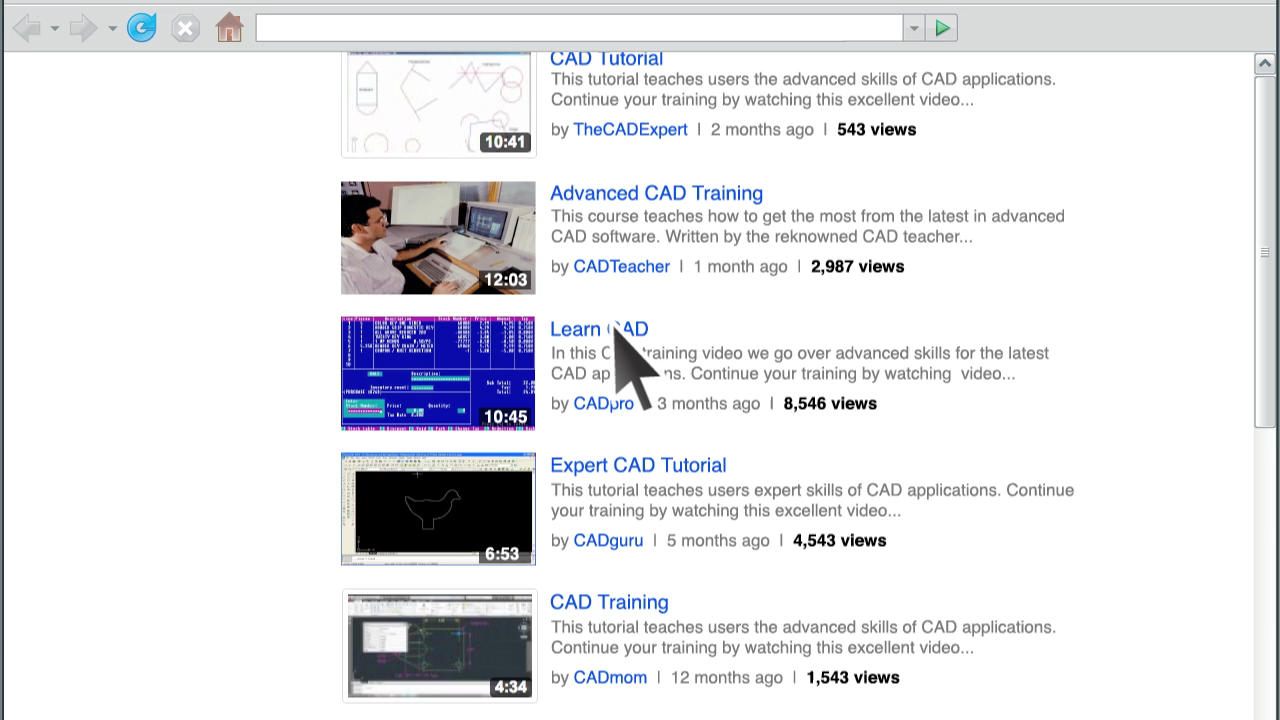 CAD Tutorial
This tutorial teaches users the advanced skills of CAD applications.
Continue your training by watching this excellent video...
by TheCADExpert | 2 months ago | 543 views
10:41
Advanced CAD Training
This course teaches how to get the most from the latest in advanced
CAD software. Written by the reknowned CAD teacher...
by CADTeacher | 1 month ago | 2,987 views
12:03
Learn CAD
In this training video we go over advanced skills for the latest
CAD Continue your training by watching video...
by CADpro 3 months ago | 8,546 views
10:45
Expert CAD Tutorial
This tutorial teaches users expert skills of CAD applications. Continue
your training by watching this excellent video...
by CADguru | 5 months ago | 4,543 views
6:53
CAD Training
This tutorial teaches users the advanced skills of CAD applications.
Continue your training by watching this excellent video...
by CADmom | 12 months ago | 1,543 views
4:34